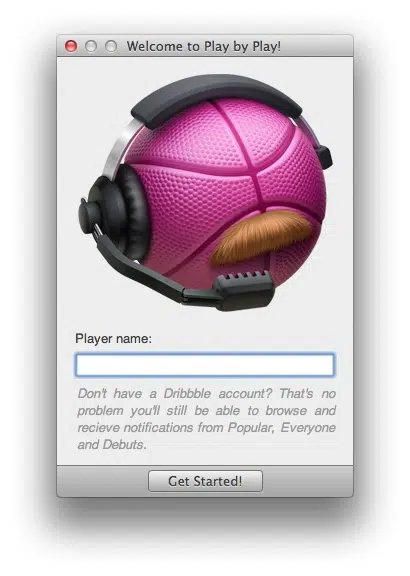 Welcome to Play by Play!
Player name:
Don't have a Dribbble account? That's no
problem you'll still be able to browse and
recieve notifications from Popular, Everyone
and Debuts.
Get Started!